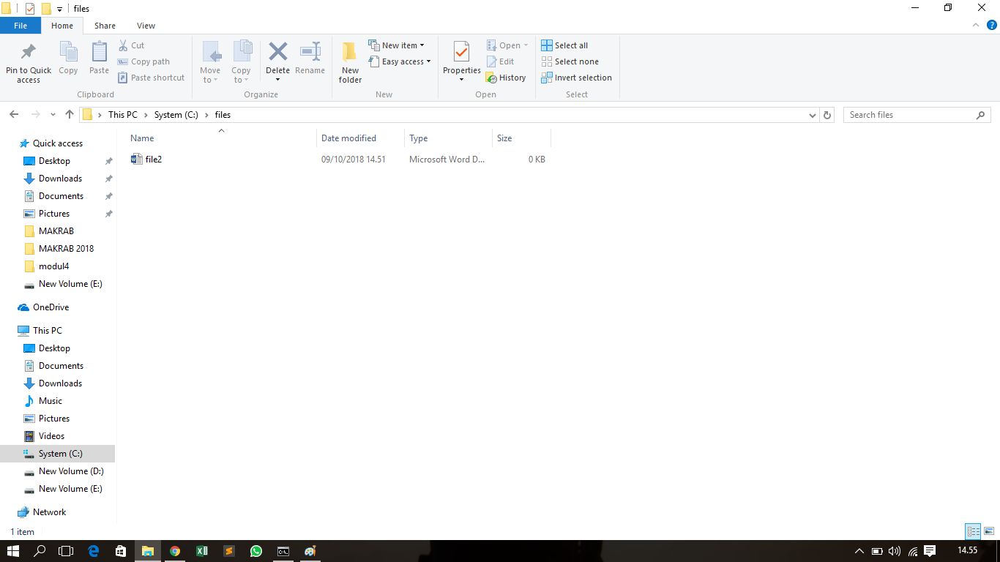 files
File Home Share View
Pin to Quick access
Copy
Paste
Cut
Copy path
Paste shortcut
Clipboard
Move to
Copy to
Delete
Rename
Organize
New folder
New item
Easy access
New
Properties
Open
Edit
History
Open
Select all
Select none
Invert selection
Select
This PC System (C:) files
Search files
Name Date modified Type Size
file2 09/10/2018 14.51 Microsoft Word D... 0 KB
Quick access
Desktop
Downloads
Documents
Pictures
MAKRAB
MAKRAB 2018
modul4
New Volume (E:)
OneDrive
This PC
Desktop
Documents
Downloads
Music
Pictures
Videos
System (C:)
New Volume (D:)
New Volume (E:)
Network
1 item
14.55